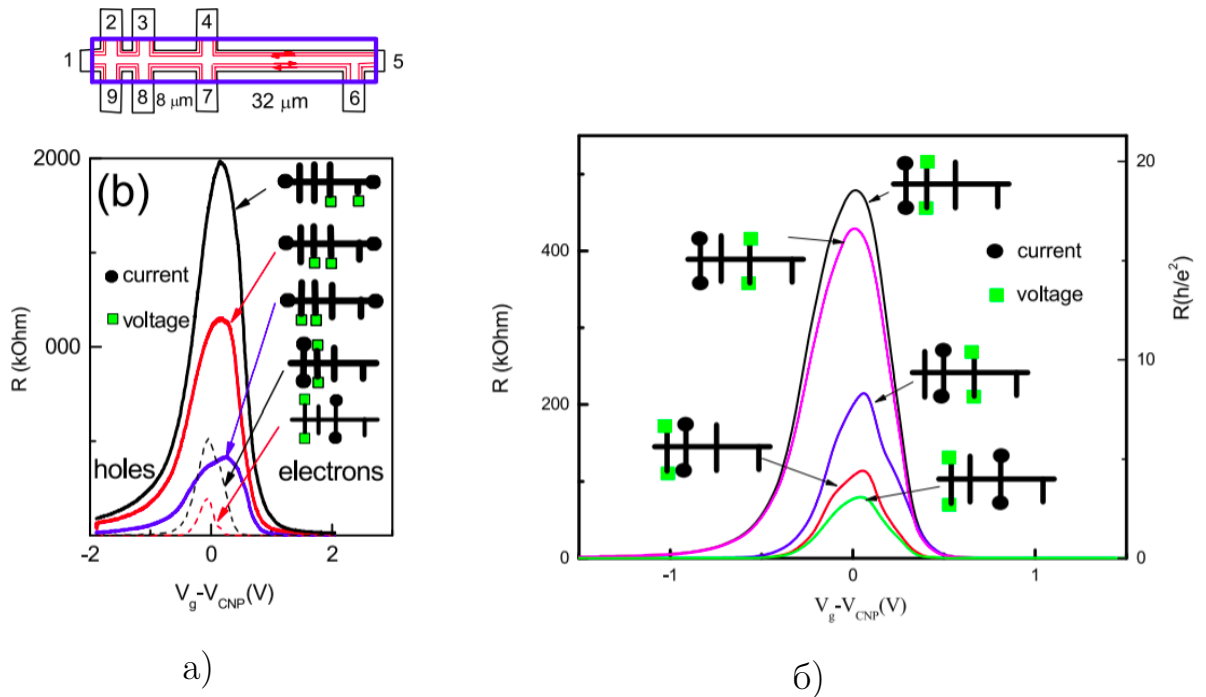 2 3 4
1 5
9 8 8 μm 7 32 μm 6
2000
(b)
current
voltage
000
R (kOhm)
holes electrons
-2 0 2
V_g-V_CNP(V)
а)
20
400
current
voltage
R (kOhm)
R(h/e²)
10
200
0 0
-1 0 1
V_g-V_CNP(V)
б)